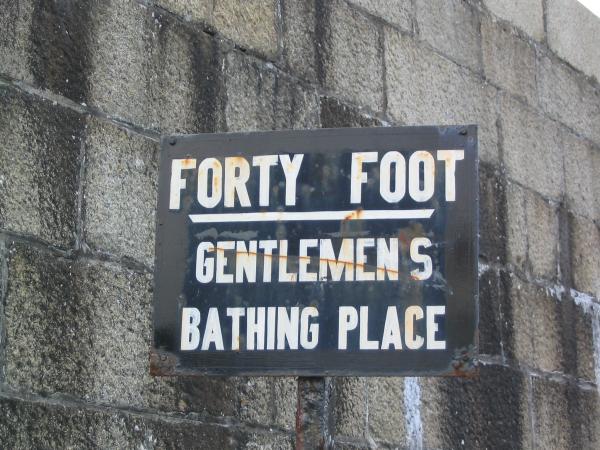 FORTY FOOT
GENTLEMEN S
BATHING PLACE